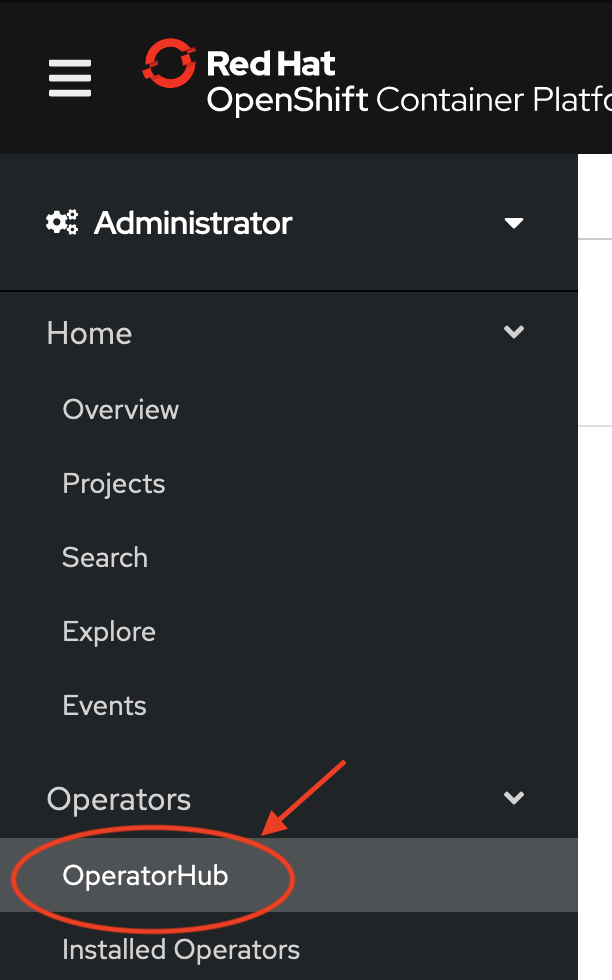 Red Hat
OpenShift Container Platfo
Administrator
Home
Overview
Projects
Search
Explore
Events
Operators
OperatorHub
Installed Operators